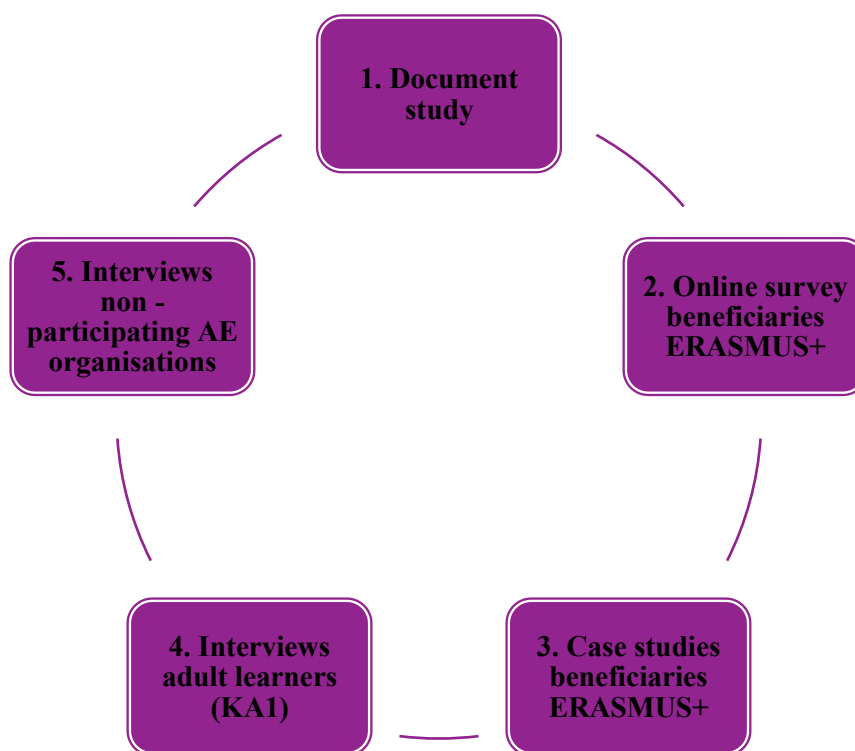 1. Document
study
2. Online survey
beneficiaries
ERASMUS+
3. Case studies
beneficiaries
ERASMUS+
4. Interviews
adult learners
(KA1)
5. Interviews
non -
participating AE
organisations